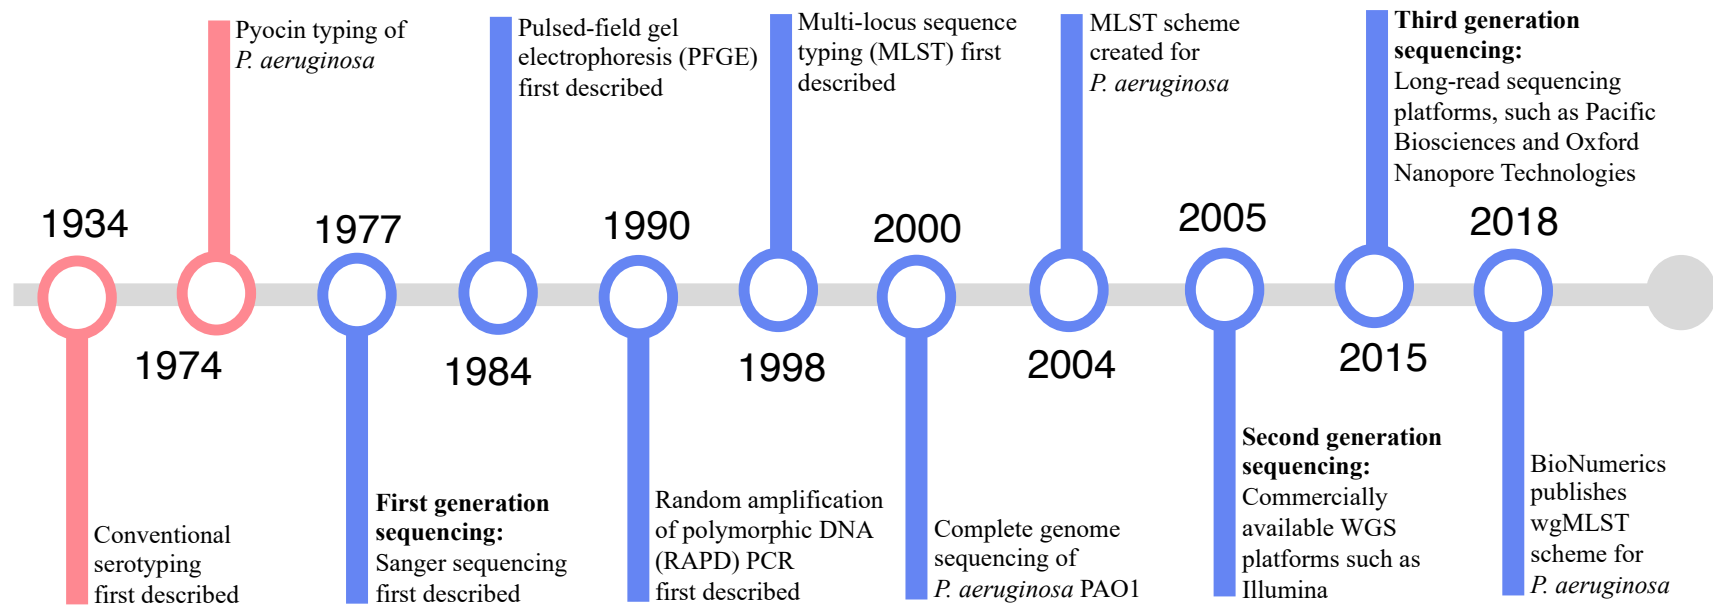 Pyocin typing of
P. aeruginosa
Pulsed-field gel
electrophoresis (PFGE)
first described
Multi-locus sequence
typing (MLST) first
described
MLST scheme
created for
P. aeruginosa
Third generation
sequencing:
Long-read sequencing
platforms, such as Pacific
Biosciences and Oxford
Nanopore Technologies
1934
1974
1977
1984
1990
1998
2000
2004
2005
2015
2018
Conventional
serotyping
first described
First generation
sequencing:
Sanger sequencing
first described
Random amplification
of polymorphic DNA
(RAPD) PCR
first described
Complete genome
sequencing of
P. aeruginosa PAO1
Second generation
sequencing:
Commercially
available WGS
platforms such as
Illumina
BioNumerics
publishes
wgMLST
scheme for
P. aeruginosa